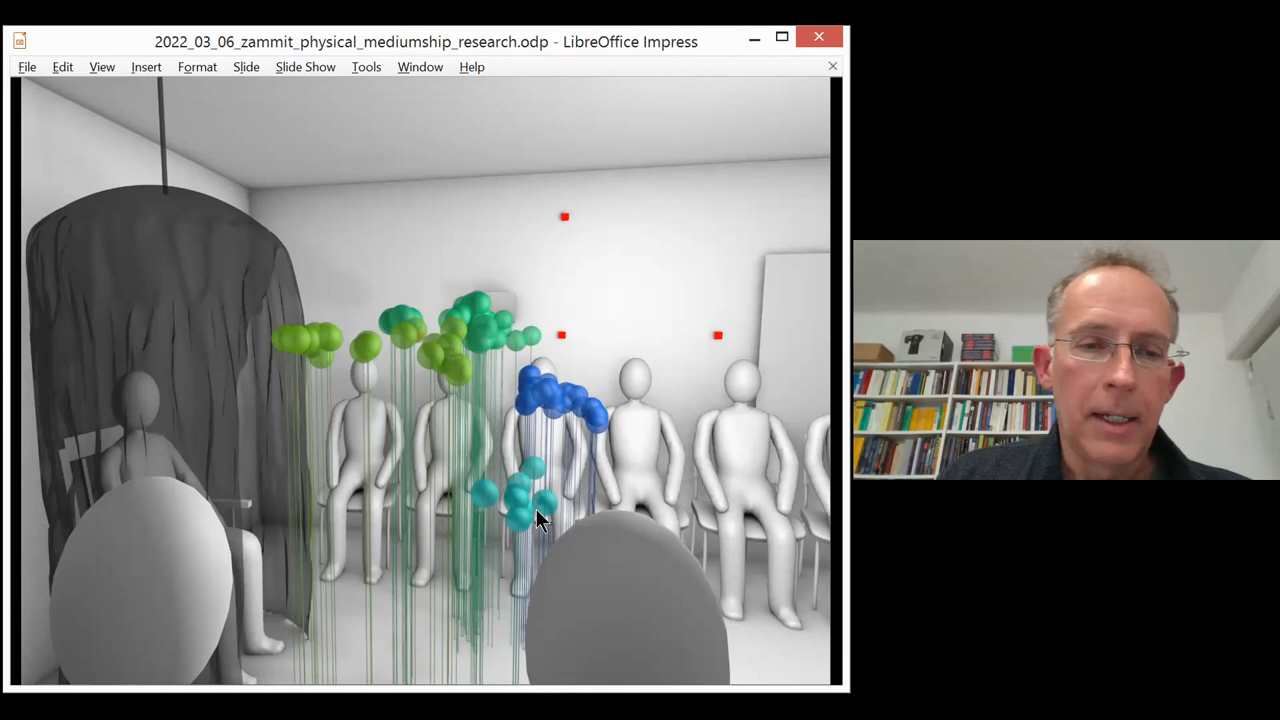 2022_03_06_zammit_physical_mediumship_research.odp - LibreOffice Impress
File Edit View Insert Format Slide Slide Show Tools Window Help